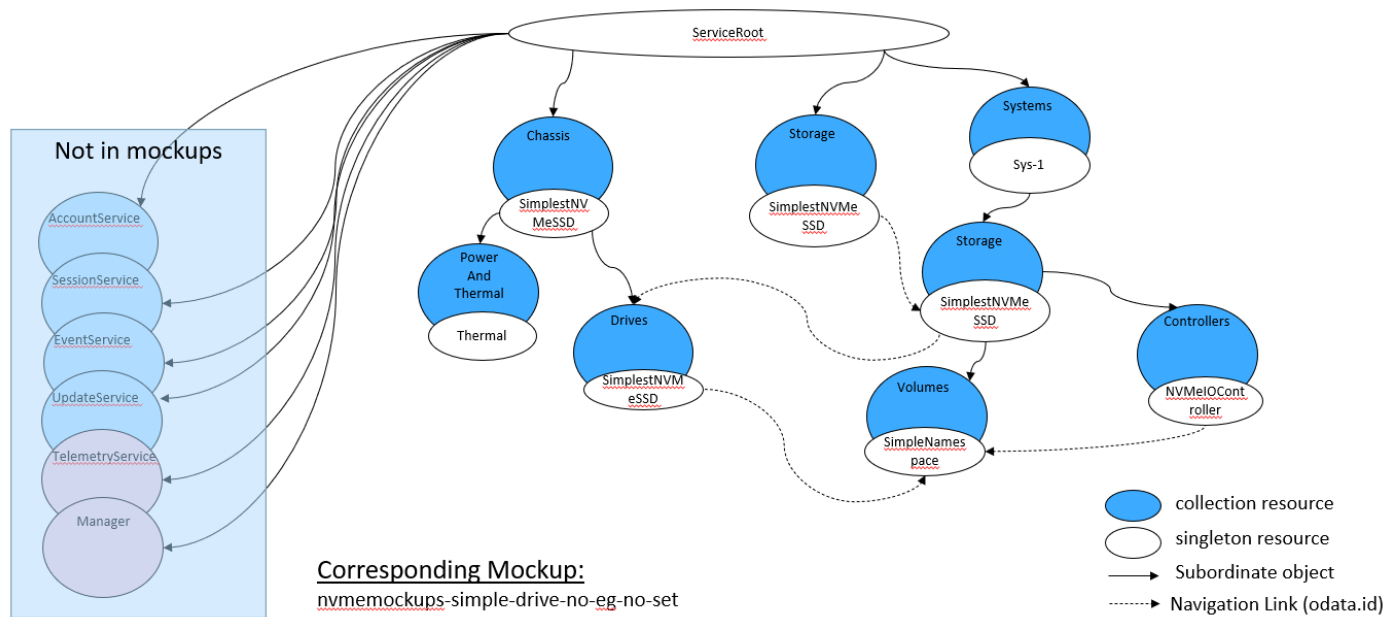 ServiceRoot
Not in mockups
AccountService
SessionService
EventService
UpdateService
TelemetryService
Manager
Chassis
SimplestNV
MeSSD
Power
And
Thermal
Thermal
Drives
SimplestNVM
eSSD
Storage
SimplestNVMe
SSD
Systems
Sys-1
Storage
SimplestNVMe
SSD
Volumes
SimpleNames
pace
Controllers
NVMeIOCont
roller
Corresponding Mockup:
nvmemockups-simple-drive-no-eg-no-set
collection resource
singleton resource
Subordinate object
Navigation Link (odata.id)